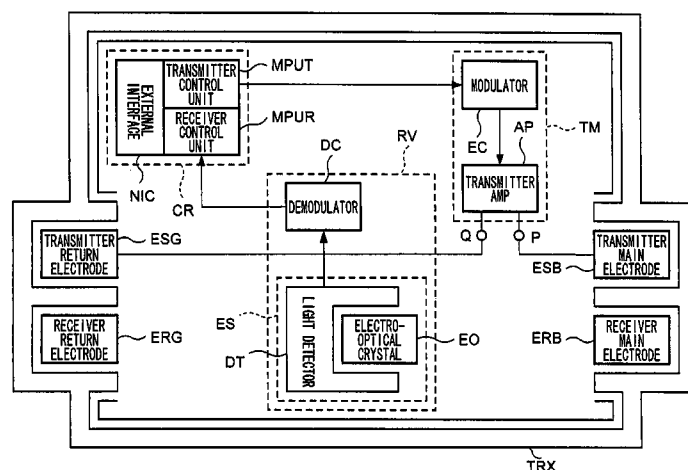 EXTERNAL
INTERFACE
TRANSMITTER
CONTROL
UNIT
RECEIVER
CONTROL
UNIT
MPUT
MPUR
NIC
CR
MODULATOR
EC
AP
TM
TRANSMITTER
AMP
Q
P
RV
DC
DEMODULATOR
TRANSMITTER
RETURN
ELECTRODE
ESG
RECEIVER
RETURN
ELECTRODE
ERG
ES
DT
LIGHT DETECTOR
ELECTRO-
OPTICAL
CRYSTAL
EO
TRANSMITTER
MAIN
ELECTRODE
ESB
RECEIVER
MAIN
ELECTRODE
ERB
TRX